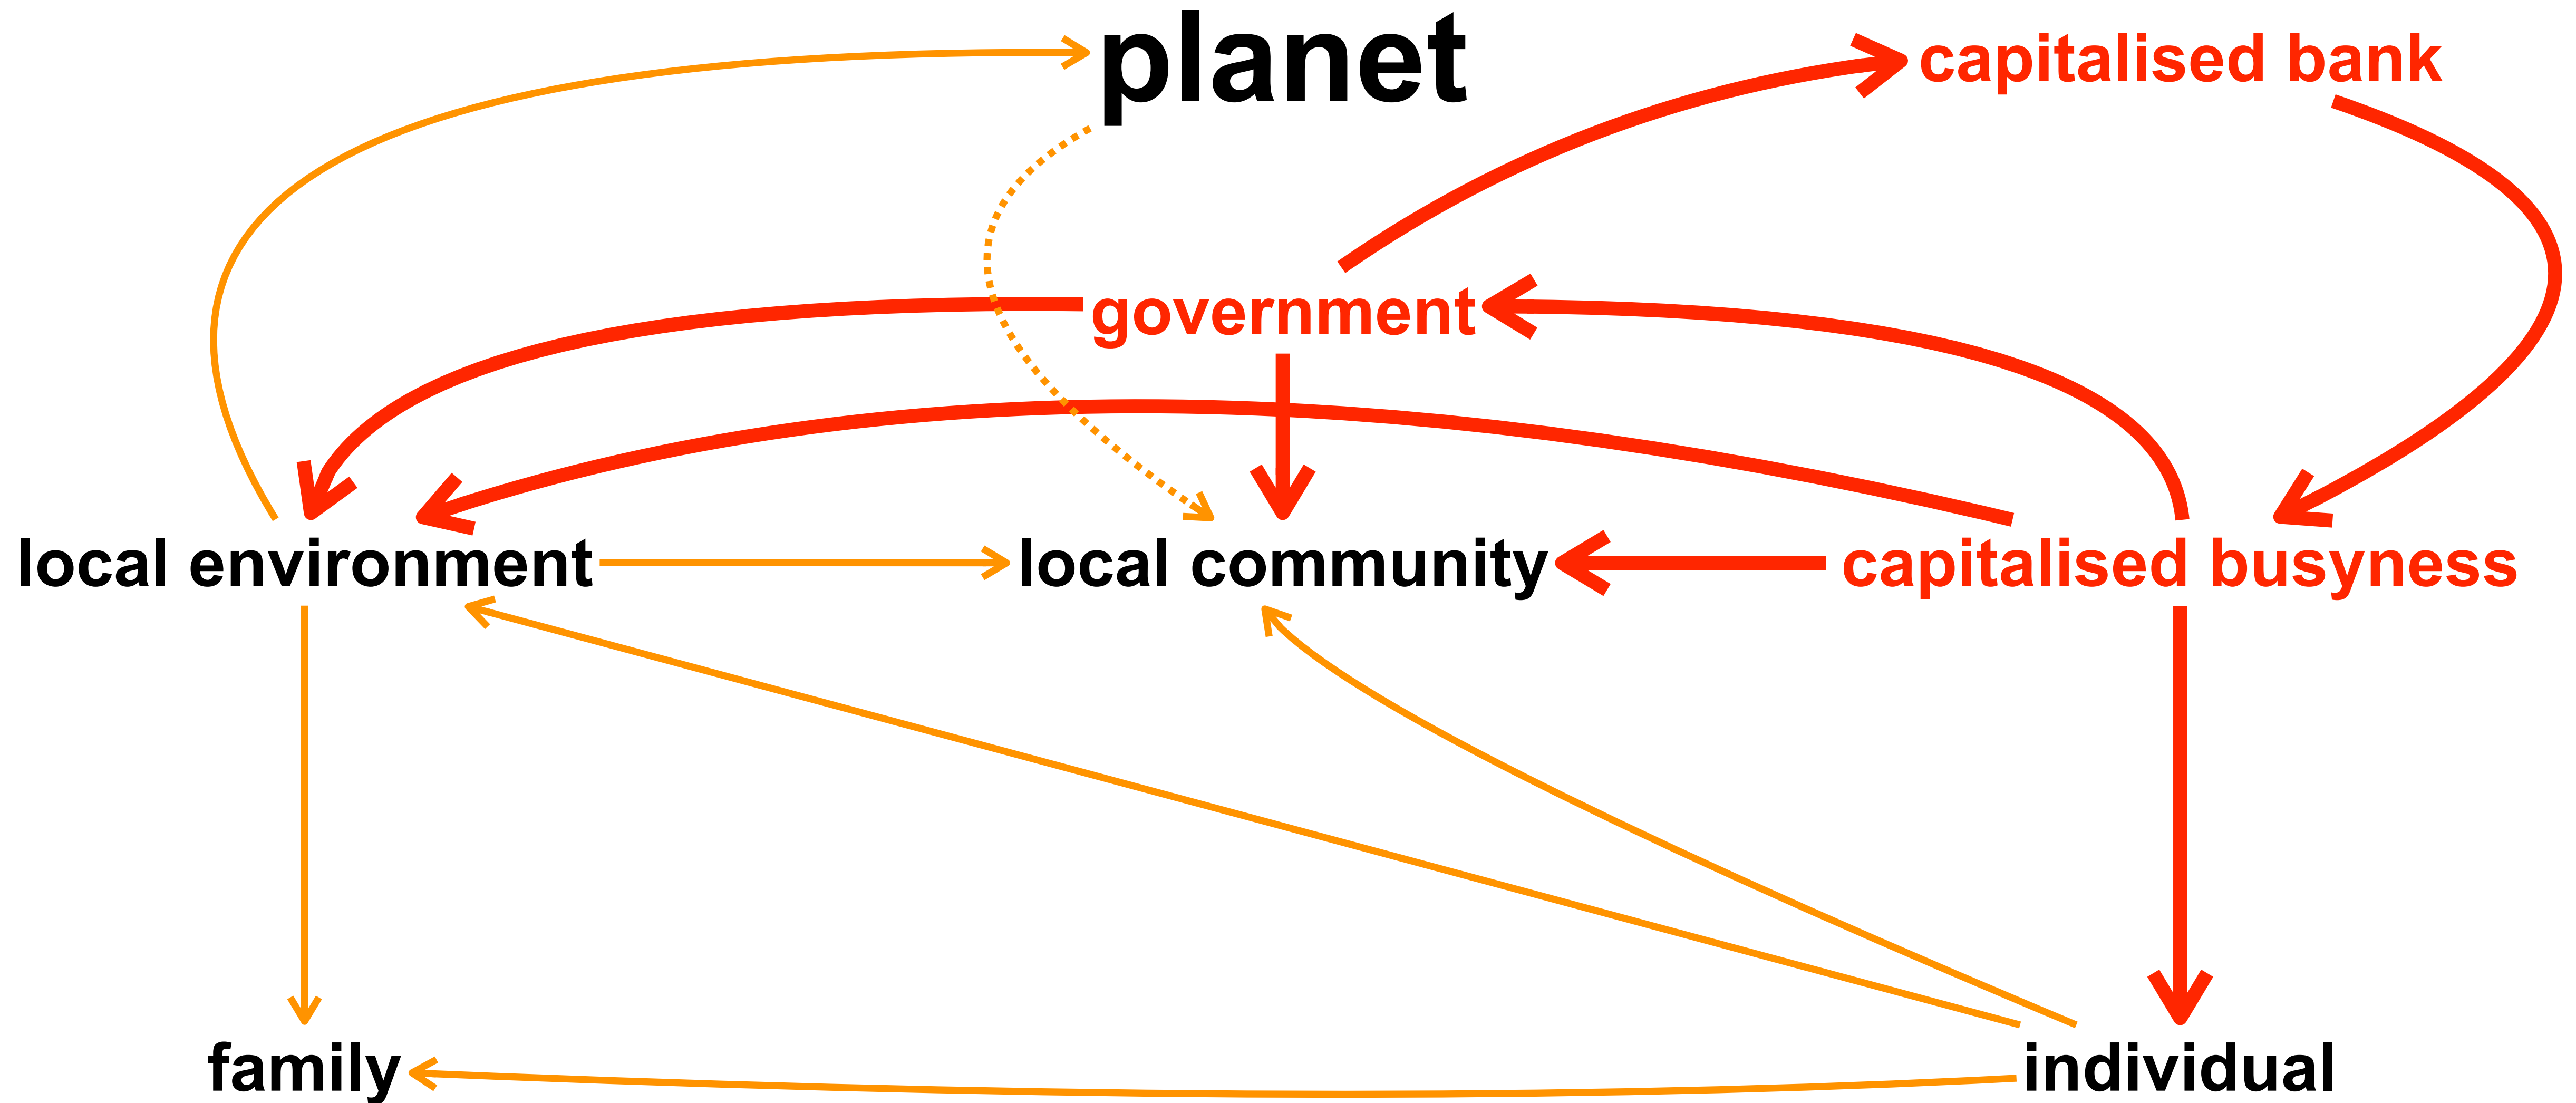 planet
capitalised bank
government
local environment
local community
capitalised busyness
family
individual